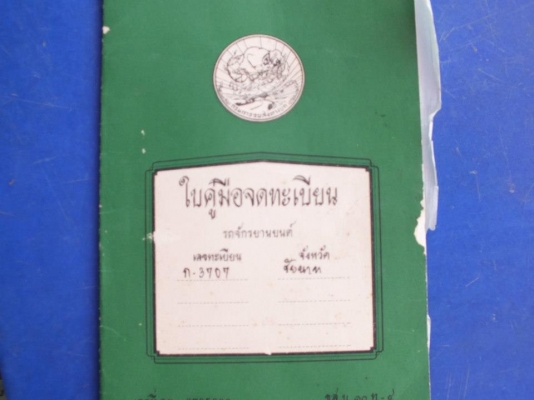 ใบคู่มือจดทะเบียน
รถจักรยานยนต์
เลขทะเบียน จังหวัด
ก-3707 ชัยนาท